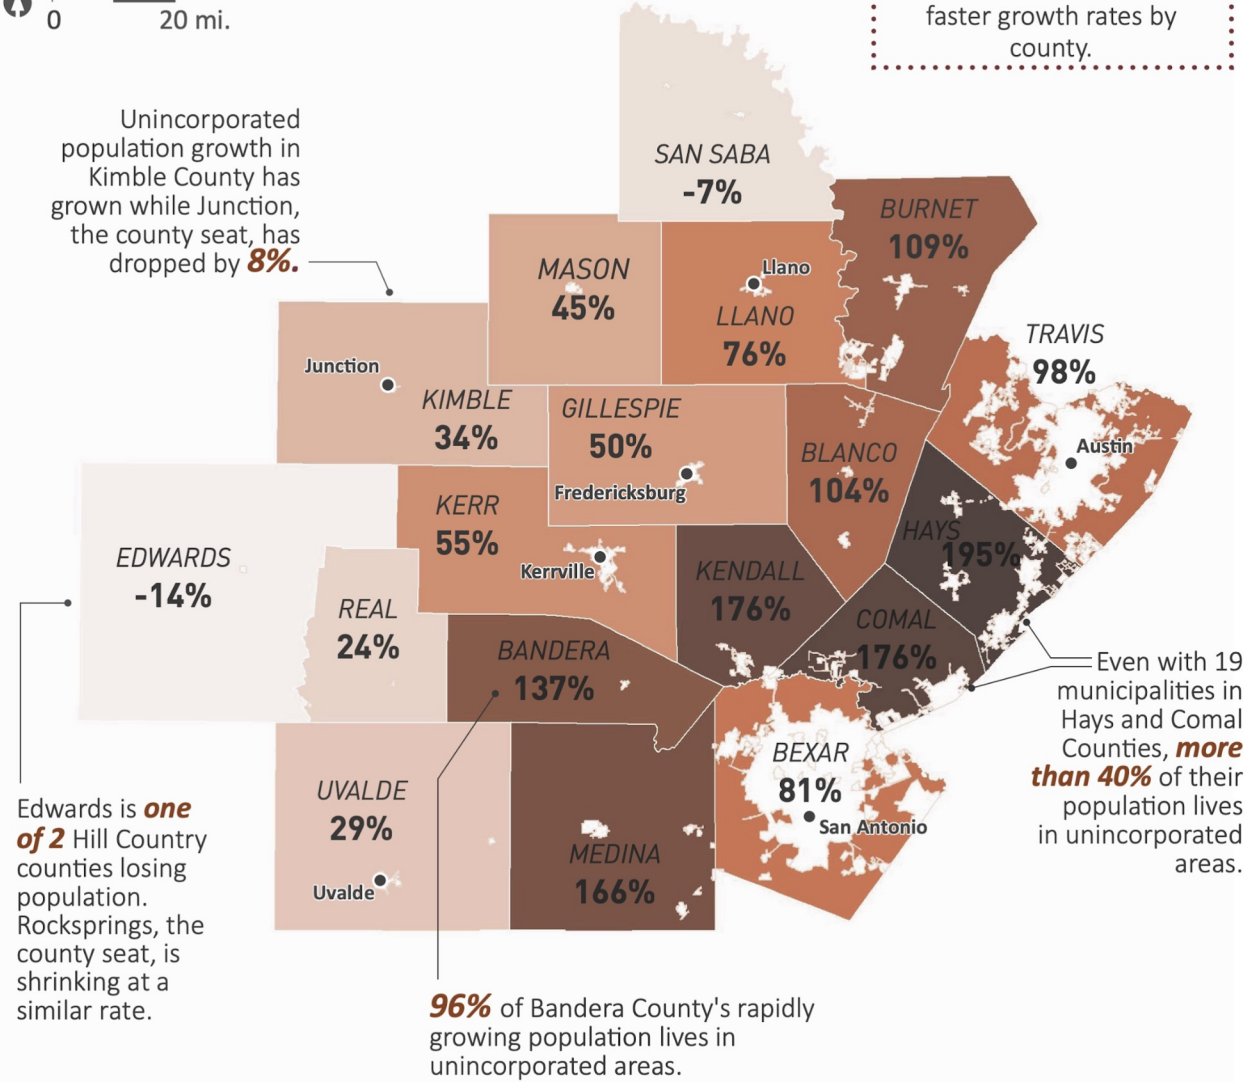 0
20 mi.
faster growth rates by
county.
Unincorporated
population growth in
Kimble County has
grown while Junction,
the county seat, has
dropped by 8%.
SAN SABA
-7%
BURNET
109%
MASON
45%
Llano
LLANO
76%
TRAVIS
98%
Austin
Junction
KIMBLE
34%
GILLESPIE
50%
Fredericksburg
BLANCO
104%
HAYS
195%
KERR
55%
Kerrville
EDWARDS
-14%
REAL
24%
KENDALL
176%
COMAL
176%
BANDERA
137%
Even with 19
municipalities in
Hays and Comal
Counties, more
than 40% of their
population lives
in unincorporated
areas.
UVALDE
29%
Uvalde
MEDINA
166%
BEXAR
81%
San Antonio
Edwards is one
of 2 Hill Country
counties losing
population.
Rocksprings, the
county seat, is
shrinking at a
similar rate.
96% of Bandera County's rapidly
growing population lives in
unincorporated areas.